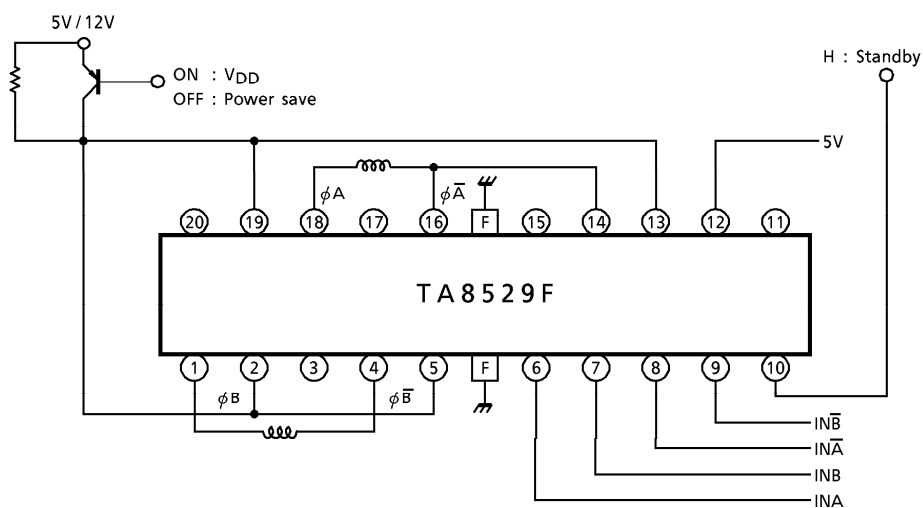 5V / 12V
ON : VDD
OFF : Power save
H : Standby
5V
ϕA
ϕA̅
20 19 18 17 16 F 15 14 13 12 11
TA8529F
1 2 3 4 5 F 6 7 8 9 10
ϕB
ϕB̅
INB̅
INA̅
INB
INA